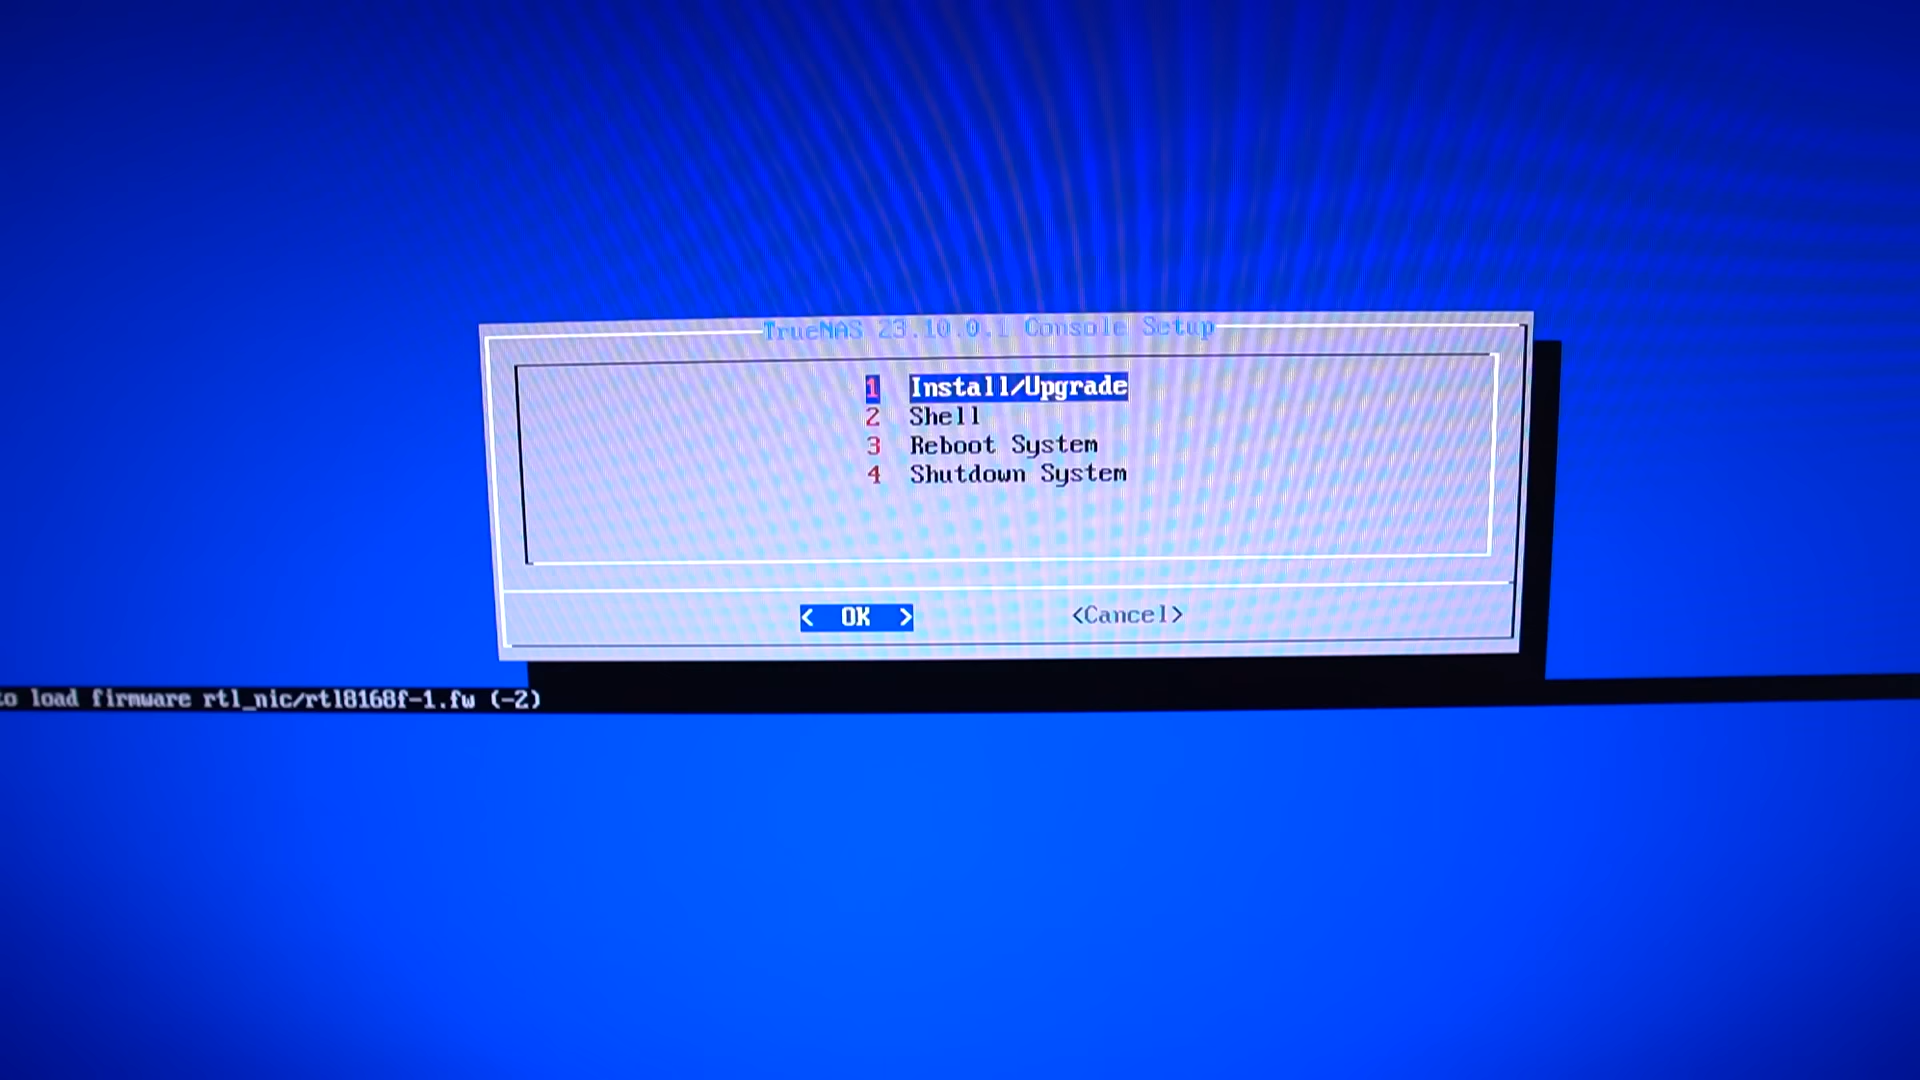 TrueNAS 23.10.0.1 Console Setup
1 Install/Upgrade
2 Shell
3 Reboot System
4 Shutdown System
< OK > <Cancel>
to load firmware rtl_nic/rtl8168f-1.fw (-2)